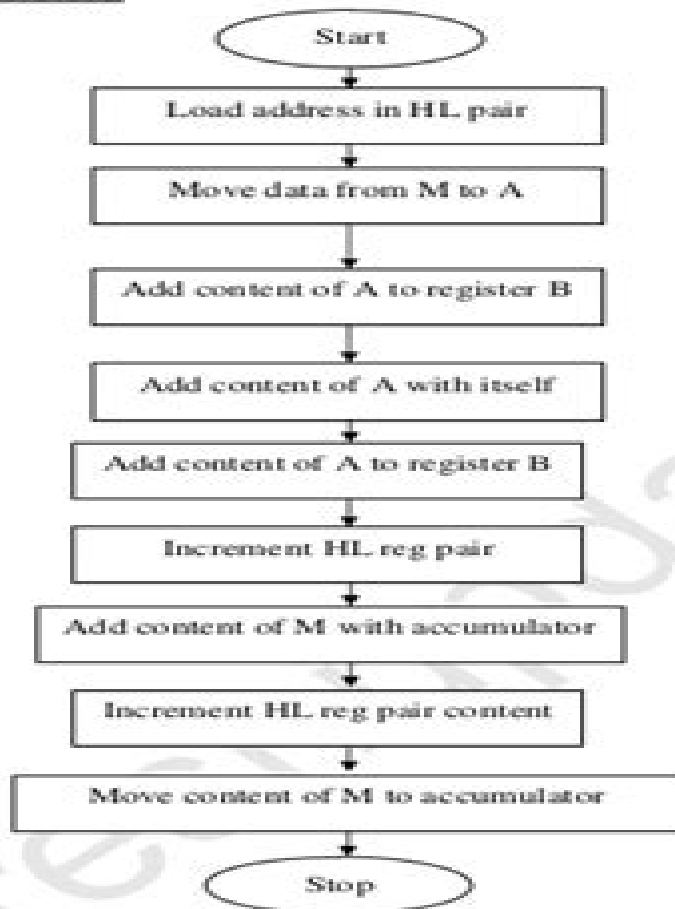 Start
Load address in HL pair
Move data from M to A
Add content of A to register B
Add content of A with itself
Add content of A to register B
Increment HL reg pair
Add content of M with accumulator
Increment HL reg pair content
Move content of M to accumulator
Stop